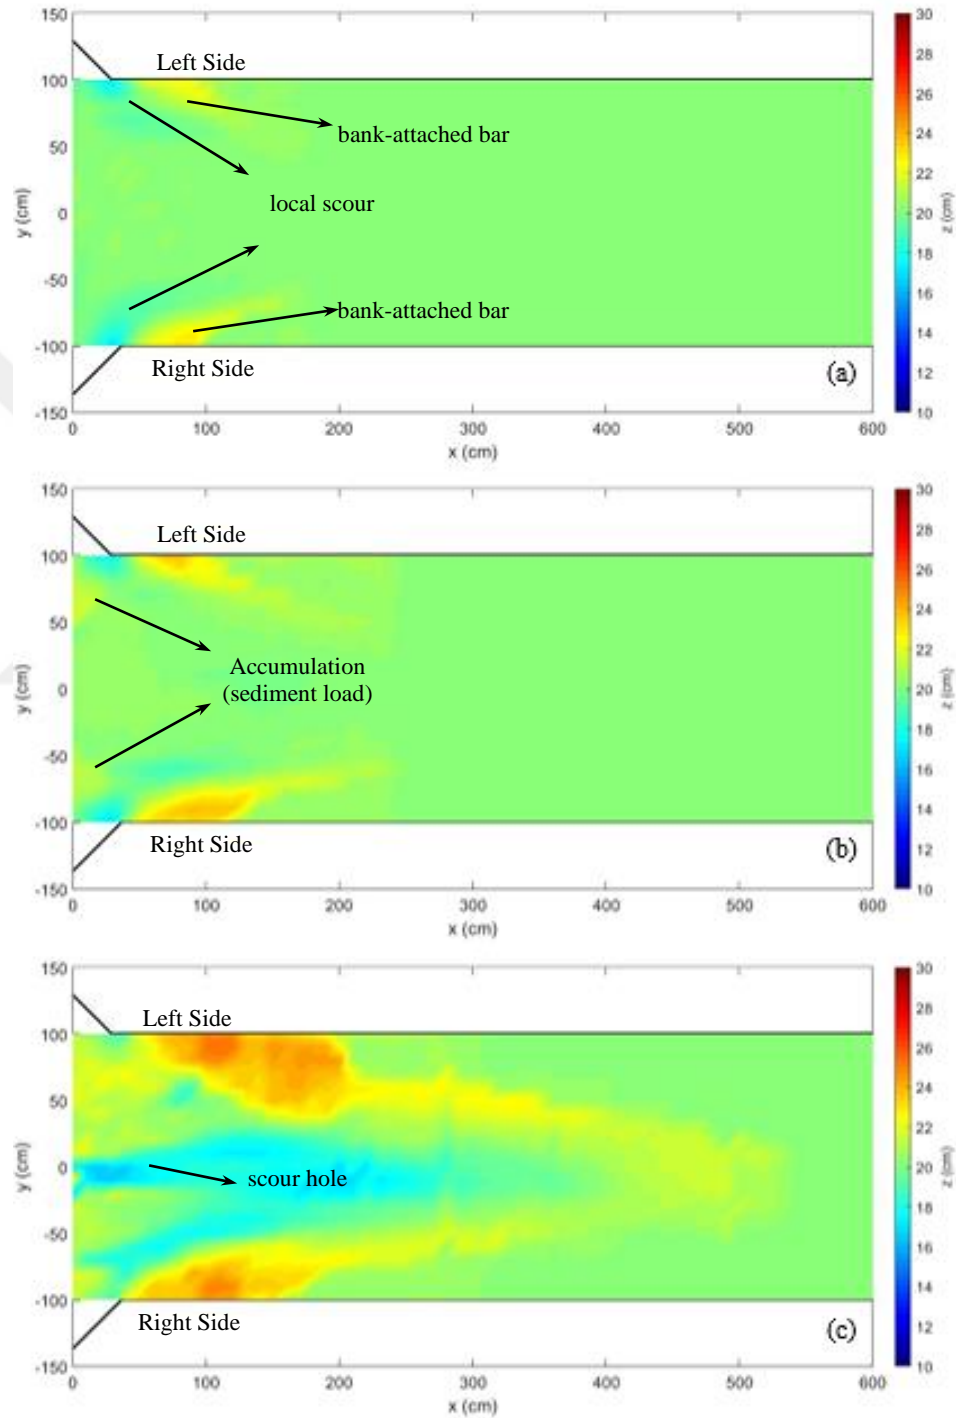 150
100
50
0
-50
-100
-150
y (cm)
Left Side
bank-attached bar
local scour
bank-attached bar
Right Side
(a)
0 100 200 300 400 500 600
x (cm)
30
28
26
24
22
20
18
16
14
12
10
z (cm)
150
100
50
0
-50
-100
-150
y (cm)
Left Side
Accumulation
(sediment load)
Right Side
(b)
0 100 200 300 400 500 600
x (cm)
30
28
26
24
22
20
18
16
14
12
10
z (cm)
150
100
50
0
-50
-100
-150
y (cm)
Left Side
scour hole
Right Side
(c)
0 100 200 300 400 500 600
x (cm)
30
28
26
24
22
20
18
16
14
12
10
z (cm)